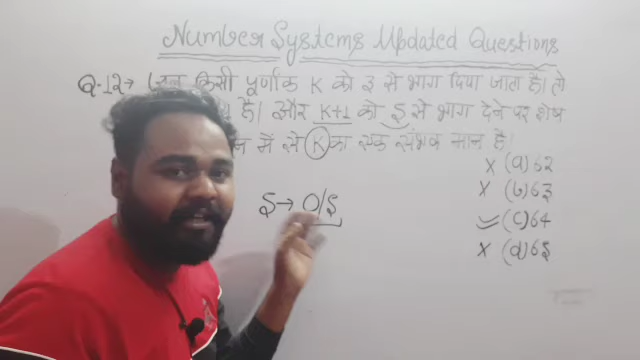 Number Systems Updated Questions
Q.12→ जब किसी पूर्णांक K को 3 से भाग दिया जाता है। तो
है। और K+1 को 5 से भाग देने पर शेष
में से K का एक संभव मान है।
X (a) 62
X (b) 63
(c) 64
X (d) 65
5→ 0/5